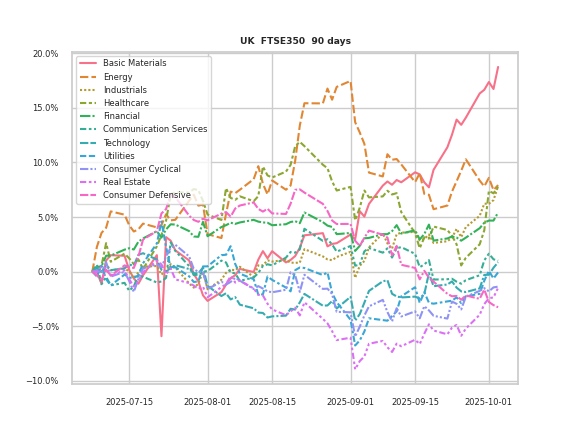 UK FTSE350 90 days
20.0%
15.0%
10.0%
5.0%
0.0%
−5.0%
−10.0%
Basic Materials
Energy
Industrials
Healthcare
Financial
Communication Services
Technology
Utilities
Consumer Cyclical
Real Estate
Consumer Defensive
2025-07-15
2025-08-01
2025-08-15
2025-09-01
2025-09-15
2025-10-01